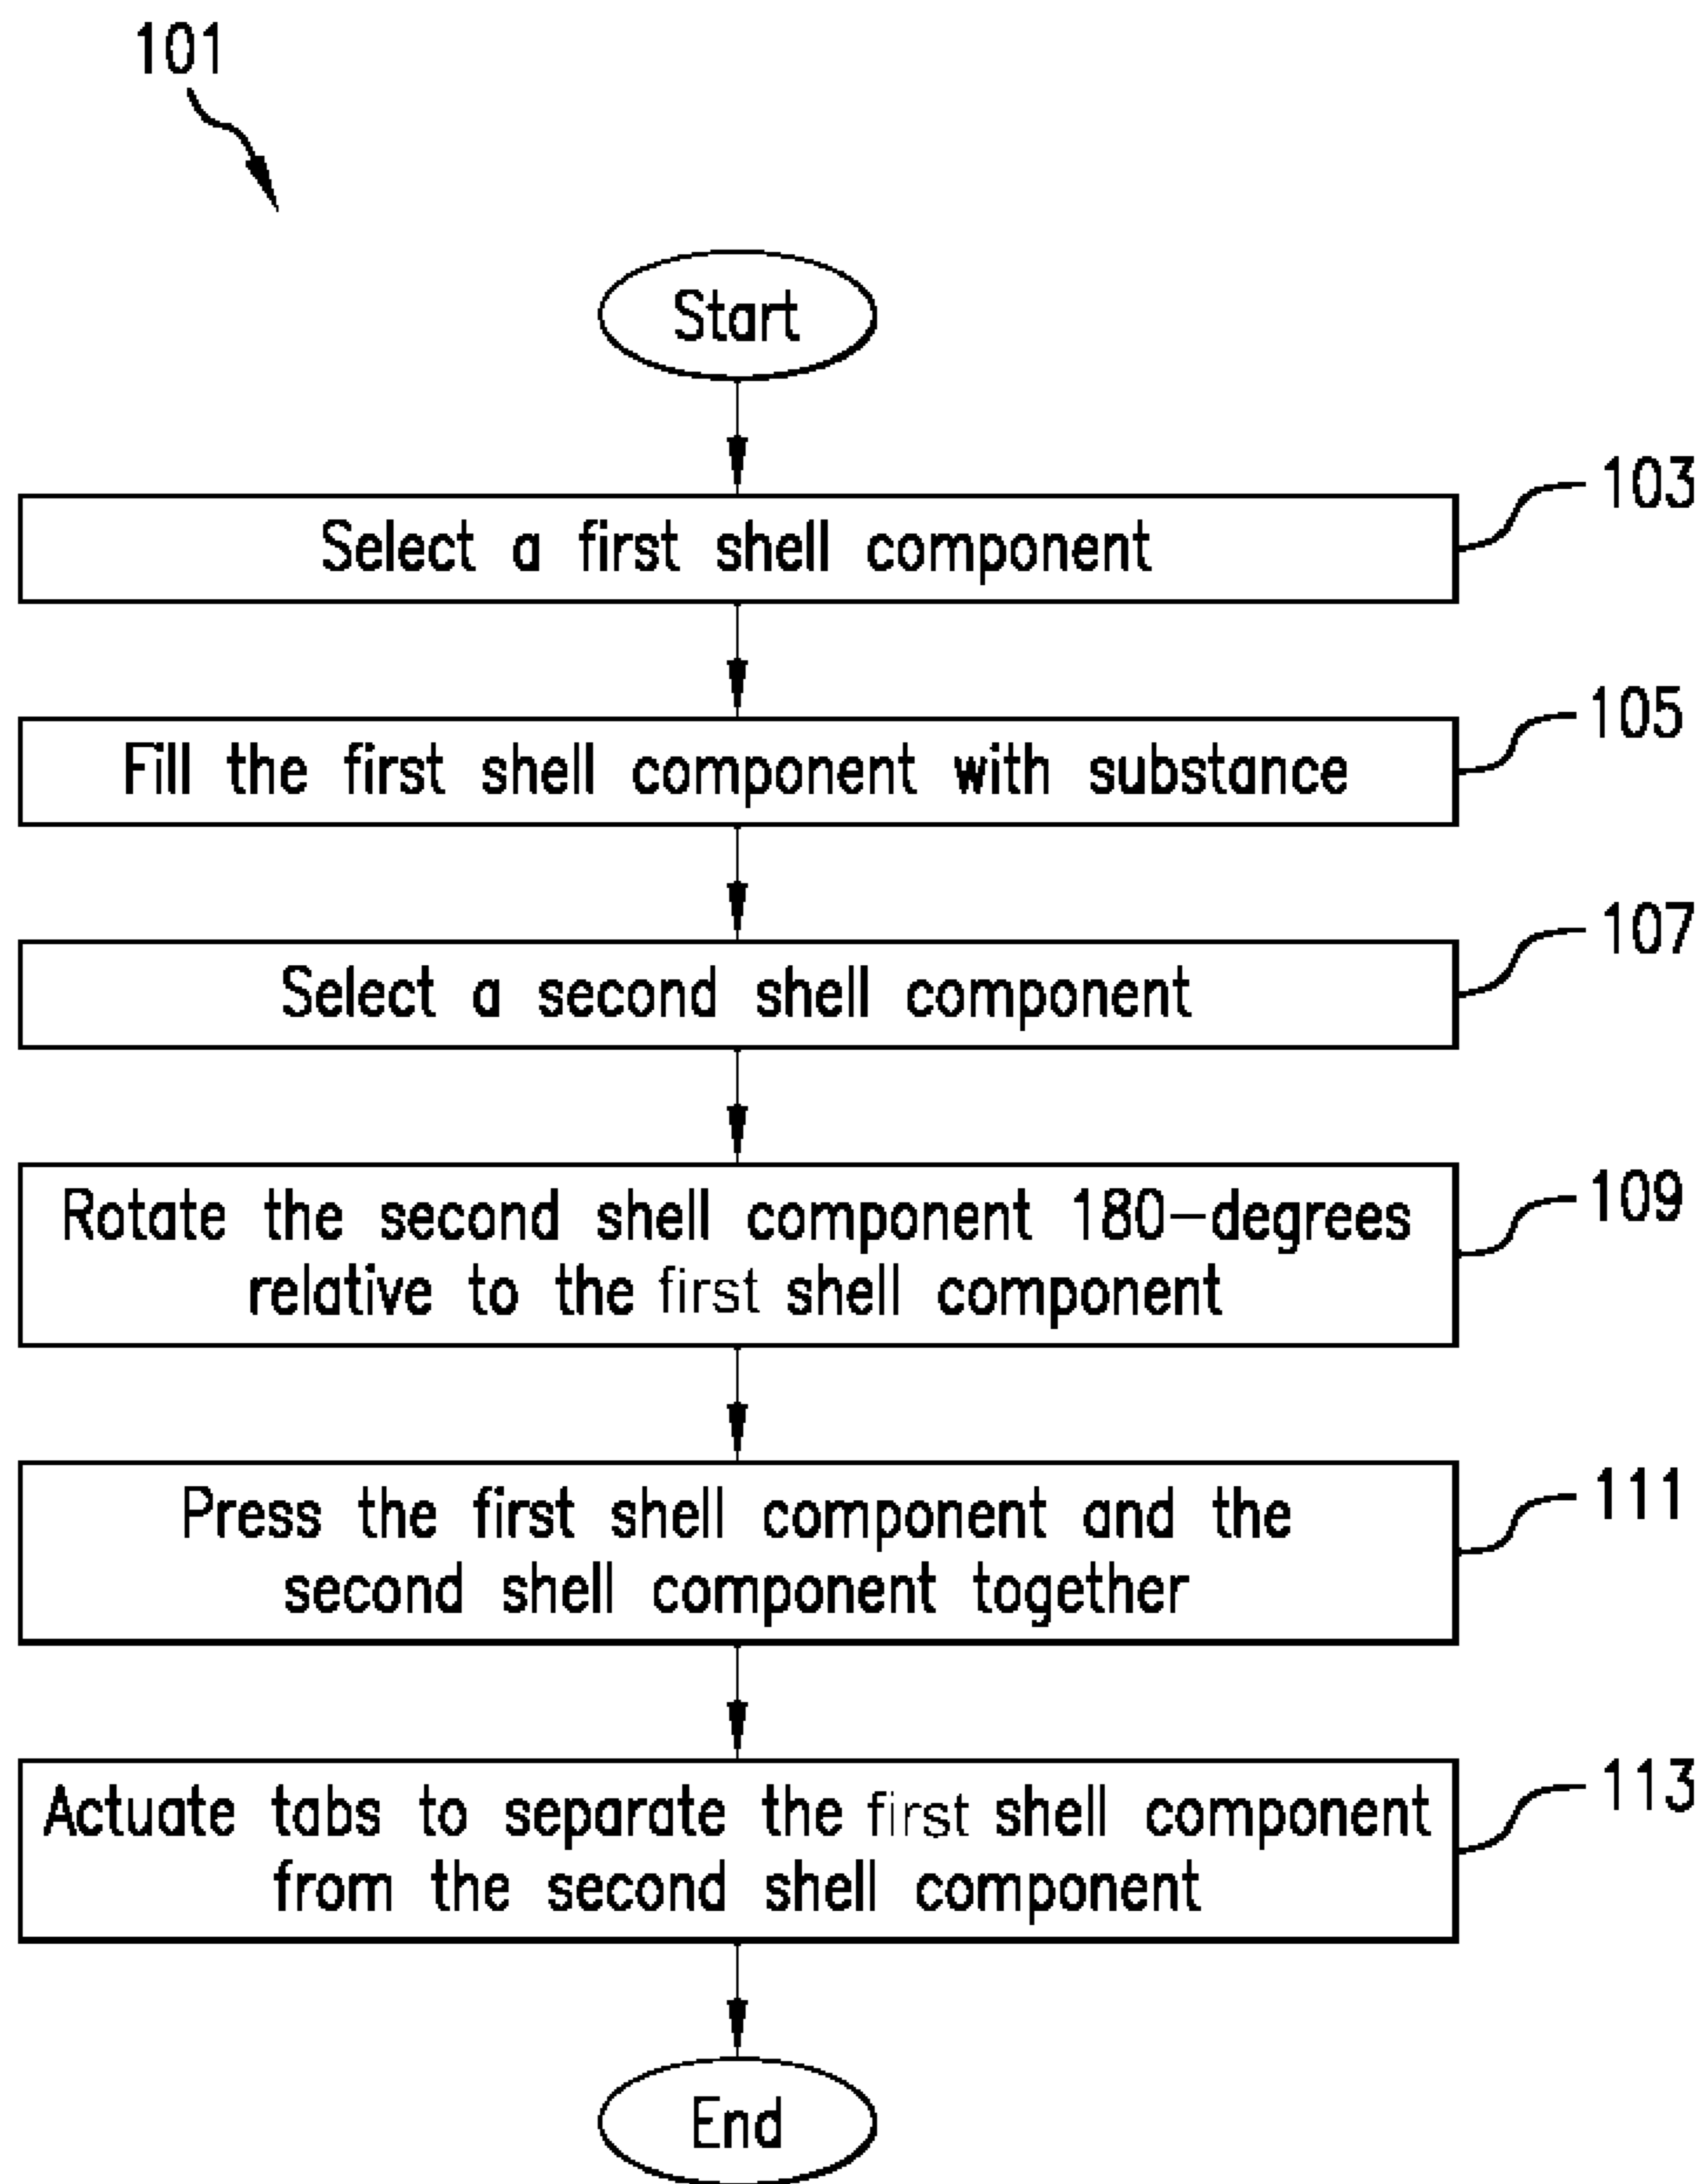 101
Start
103
Select a first shell component
105
Fill the first shell component with substance
107
Select a second shell component
109
Rotate the second shell component 180-degrees
relative to the first shell component
111
Press the first shell component and the
second shell component together
113
Actuate tabs to separate the first shell component
from the second shell component
End